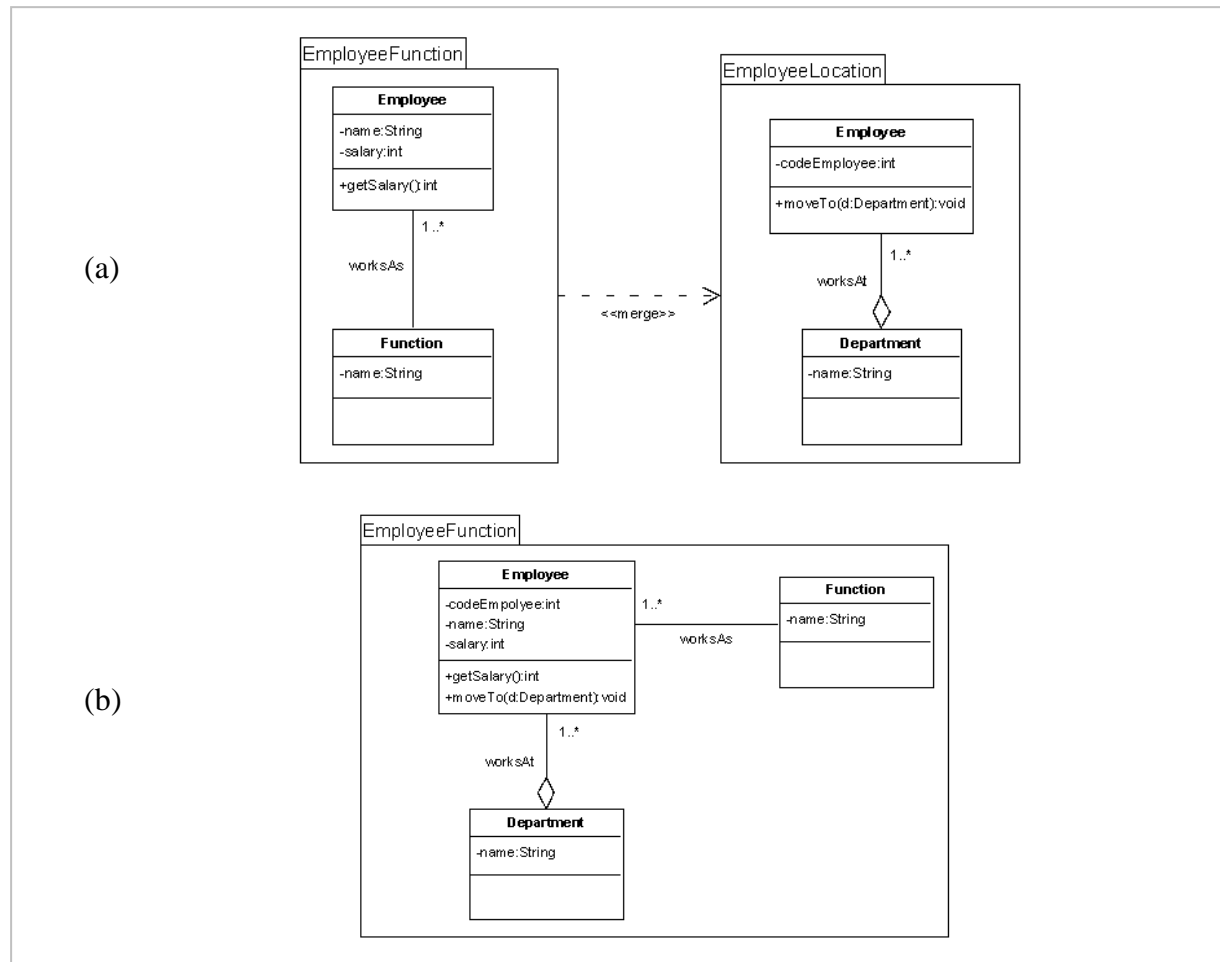 EmployeeFunction
Employee
-name:String
-salary:int
+getSalary():int
1..*
worksAs
Function
-name:String
(a)
<<merge>>
EmployeeLocation
Employee
-codeEmployee:int
+moveTo(d:Department):void
1..*
worksAt
Department
-name:String
(b)
EmployeeFunction
Employee
-codeEmpolyee:int
-name:String
-salary:int
+getSalary():int
+moveTo(d:Department):void
1..*
worksAs
Function
-name:String
1..*
worksAt
Department
-name:String